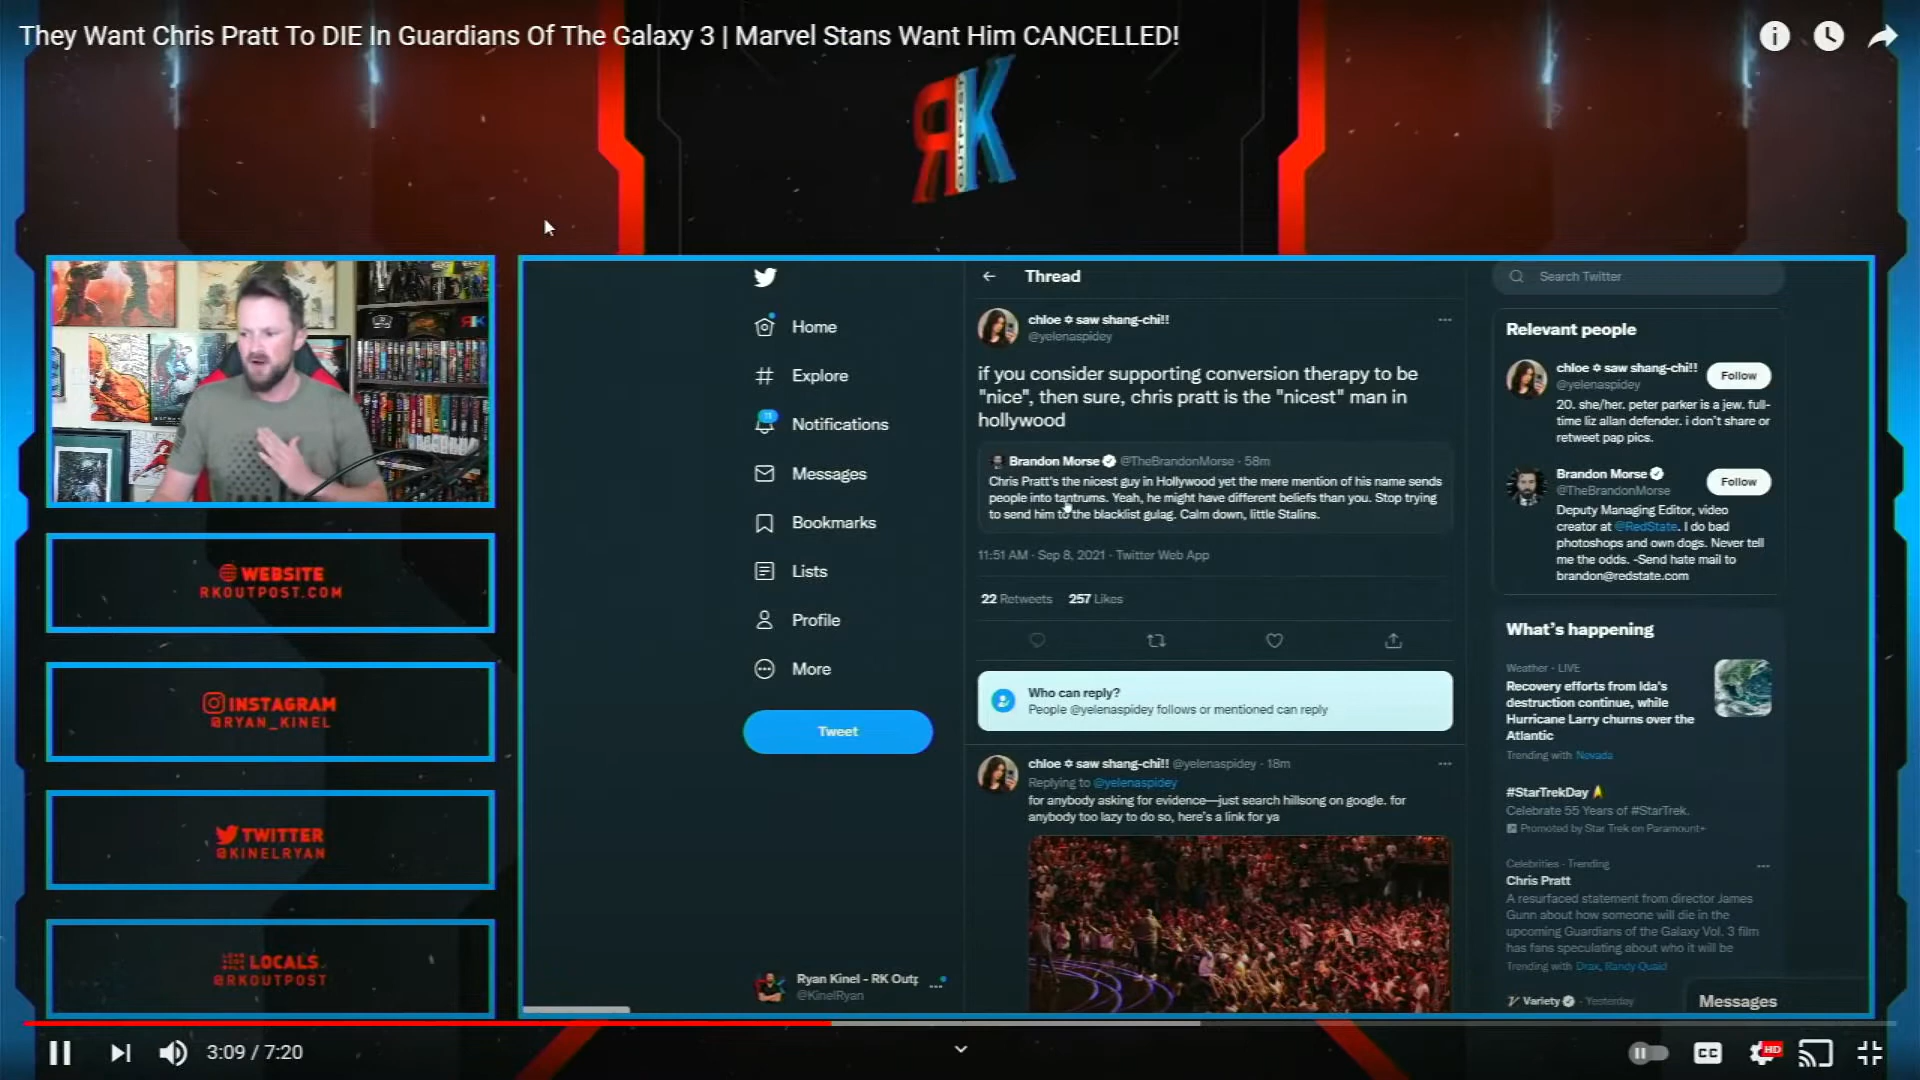 They Want Chris Pratt To DIE In Guardians Of The Galaxy 3 | Marvel Stans Want Him CANCELLED!
RK
OUTPOST
WEBSITE
RKOUTPOST.COM
INSTAGRAM
@RYAN_KINEL
TWITTER
@KINELRYAN
LOCALS
@RKOUTPOST
Home
Explore
11
Notifications
Messages
Bookmarks
Lists
Profile
More
Tweet
Ryan Kinel - RK Outp
@KinelRyan
Thread
chloe ✡ saw shang-chi!!
@yelenaspidey
if you consider supporting conversion therapy to be
"nice", then sure, chris pratt is the "nicest" man in
hollywood
Brandon Morse @TheBrandonMorse · 58m
Chris Pratt's the nicest guy in Hollywood yet the mere mention of his name sends
people into tantrums. Yeah, he might have different beliefs than you. Stop trying
to send him to the blacklist gulag. Calm down, little Stalins.
11:51 AM · Sep 8, 2021 · Twitter Web App
22 Retweets 257 Likes
Who can reply?
People @yelenaspidey follows or mentioned can reply
chloe ✡ saw shang-chi!! @yelenaspidey · 18m
Replying to @yelenaspidey
for anybody asking for evidence—just search hillsong on google. for
anybody too lazy to do so, here's a link for ya
Search Twitter
Relevant people
chloe ✡ saw shang-chi!!
@yelenaspidey
Follow
20. she/her. peter parker is a jew. full-
time liz allan defender. i don't share or
retweet pap pics.
Brandon Morse
@TheBrandonMorse
Follow
Deputy Managing Editor, video
creator at @RedState. I do bad
photoshops and own dogs. Never tell
me the odds. -Send hate mail to
brandon@redstate.com
What's happening
Weather · LIVE
Recovery efforts from Ida's
destruction continue, while
Hurricane Larry churns over the
Atlantic
Trending with Nevada
#StarTrekDay
Celebrate 55 Years of #StarTrek.
Promoted by Star Trek on Paramount+
Celebrities · Trending
Chris Pratt
A resurfaced statement from director James
Gunn about how someone will die in the
upcoming Guardians of the Galaxy Vol. 3 film
has fans speculating about who it will be
Trending with Drax, Randy Quaid
Variety · Yesterday
Messages
3:09 / 7:20
CC
HD